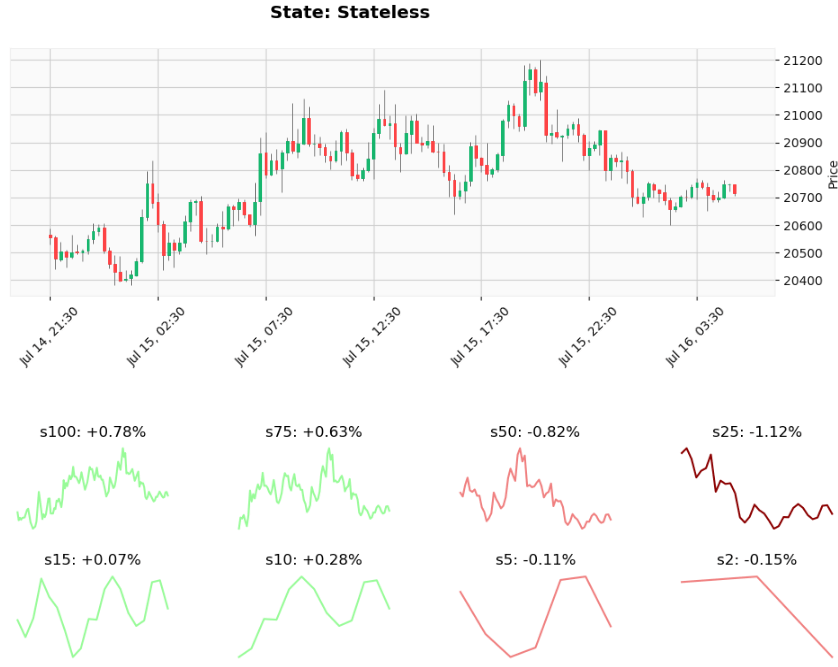 State: Stateless
21200
21100
21000
20900
20800
20700
20600
20500
20400
Price
Jul 14, 21:30
Jul 15, 02:30
Jul 15, 07:30
Jul 15, 12:30
Jul 15, 17:30
Jul 15, 22:30
Jul 16, 03:30
s100: +0.78%
s75: +0.63%
s50: -0.82%
s25: -1.12%
s15: +0.07%
s10: +0.28%
s5: -0.11%
s2: -0.15%